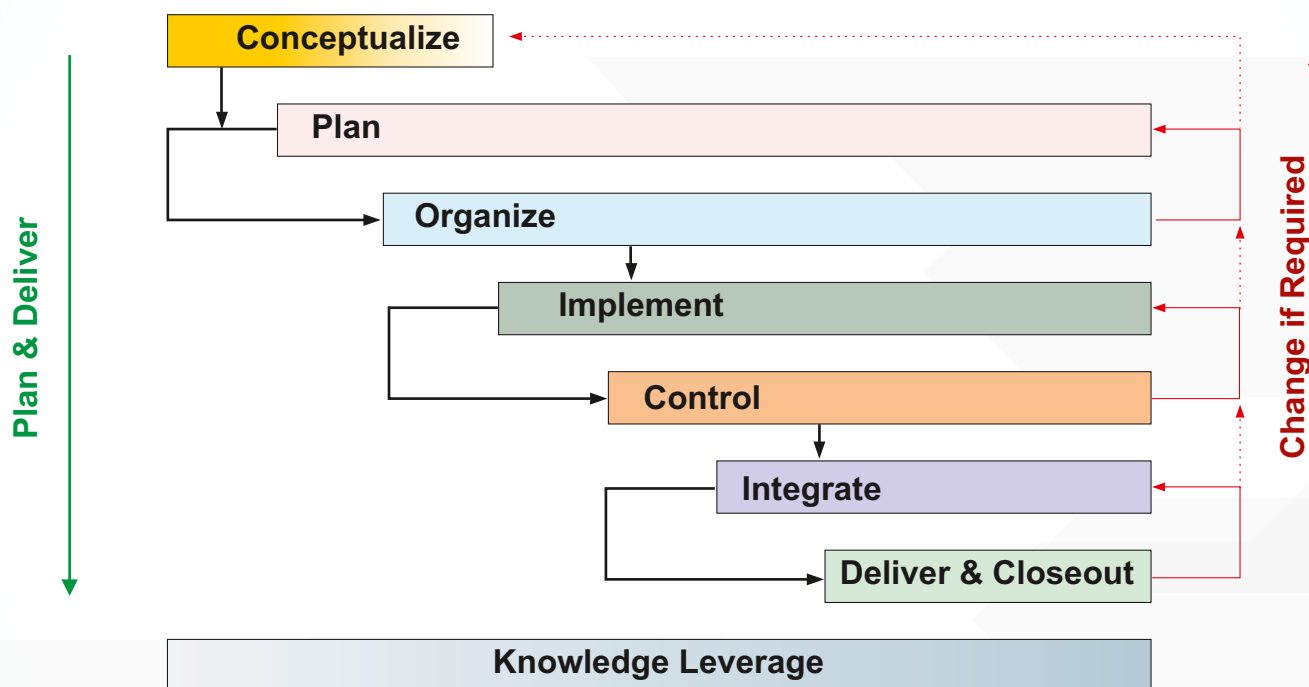 Conceptualize
Plan
Organize
Implement
Control
Integrate
Deliver & Closeout
Knowledge Leverage
Plan & Deliver
Change if Required